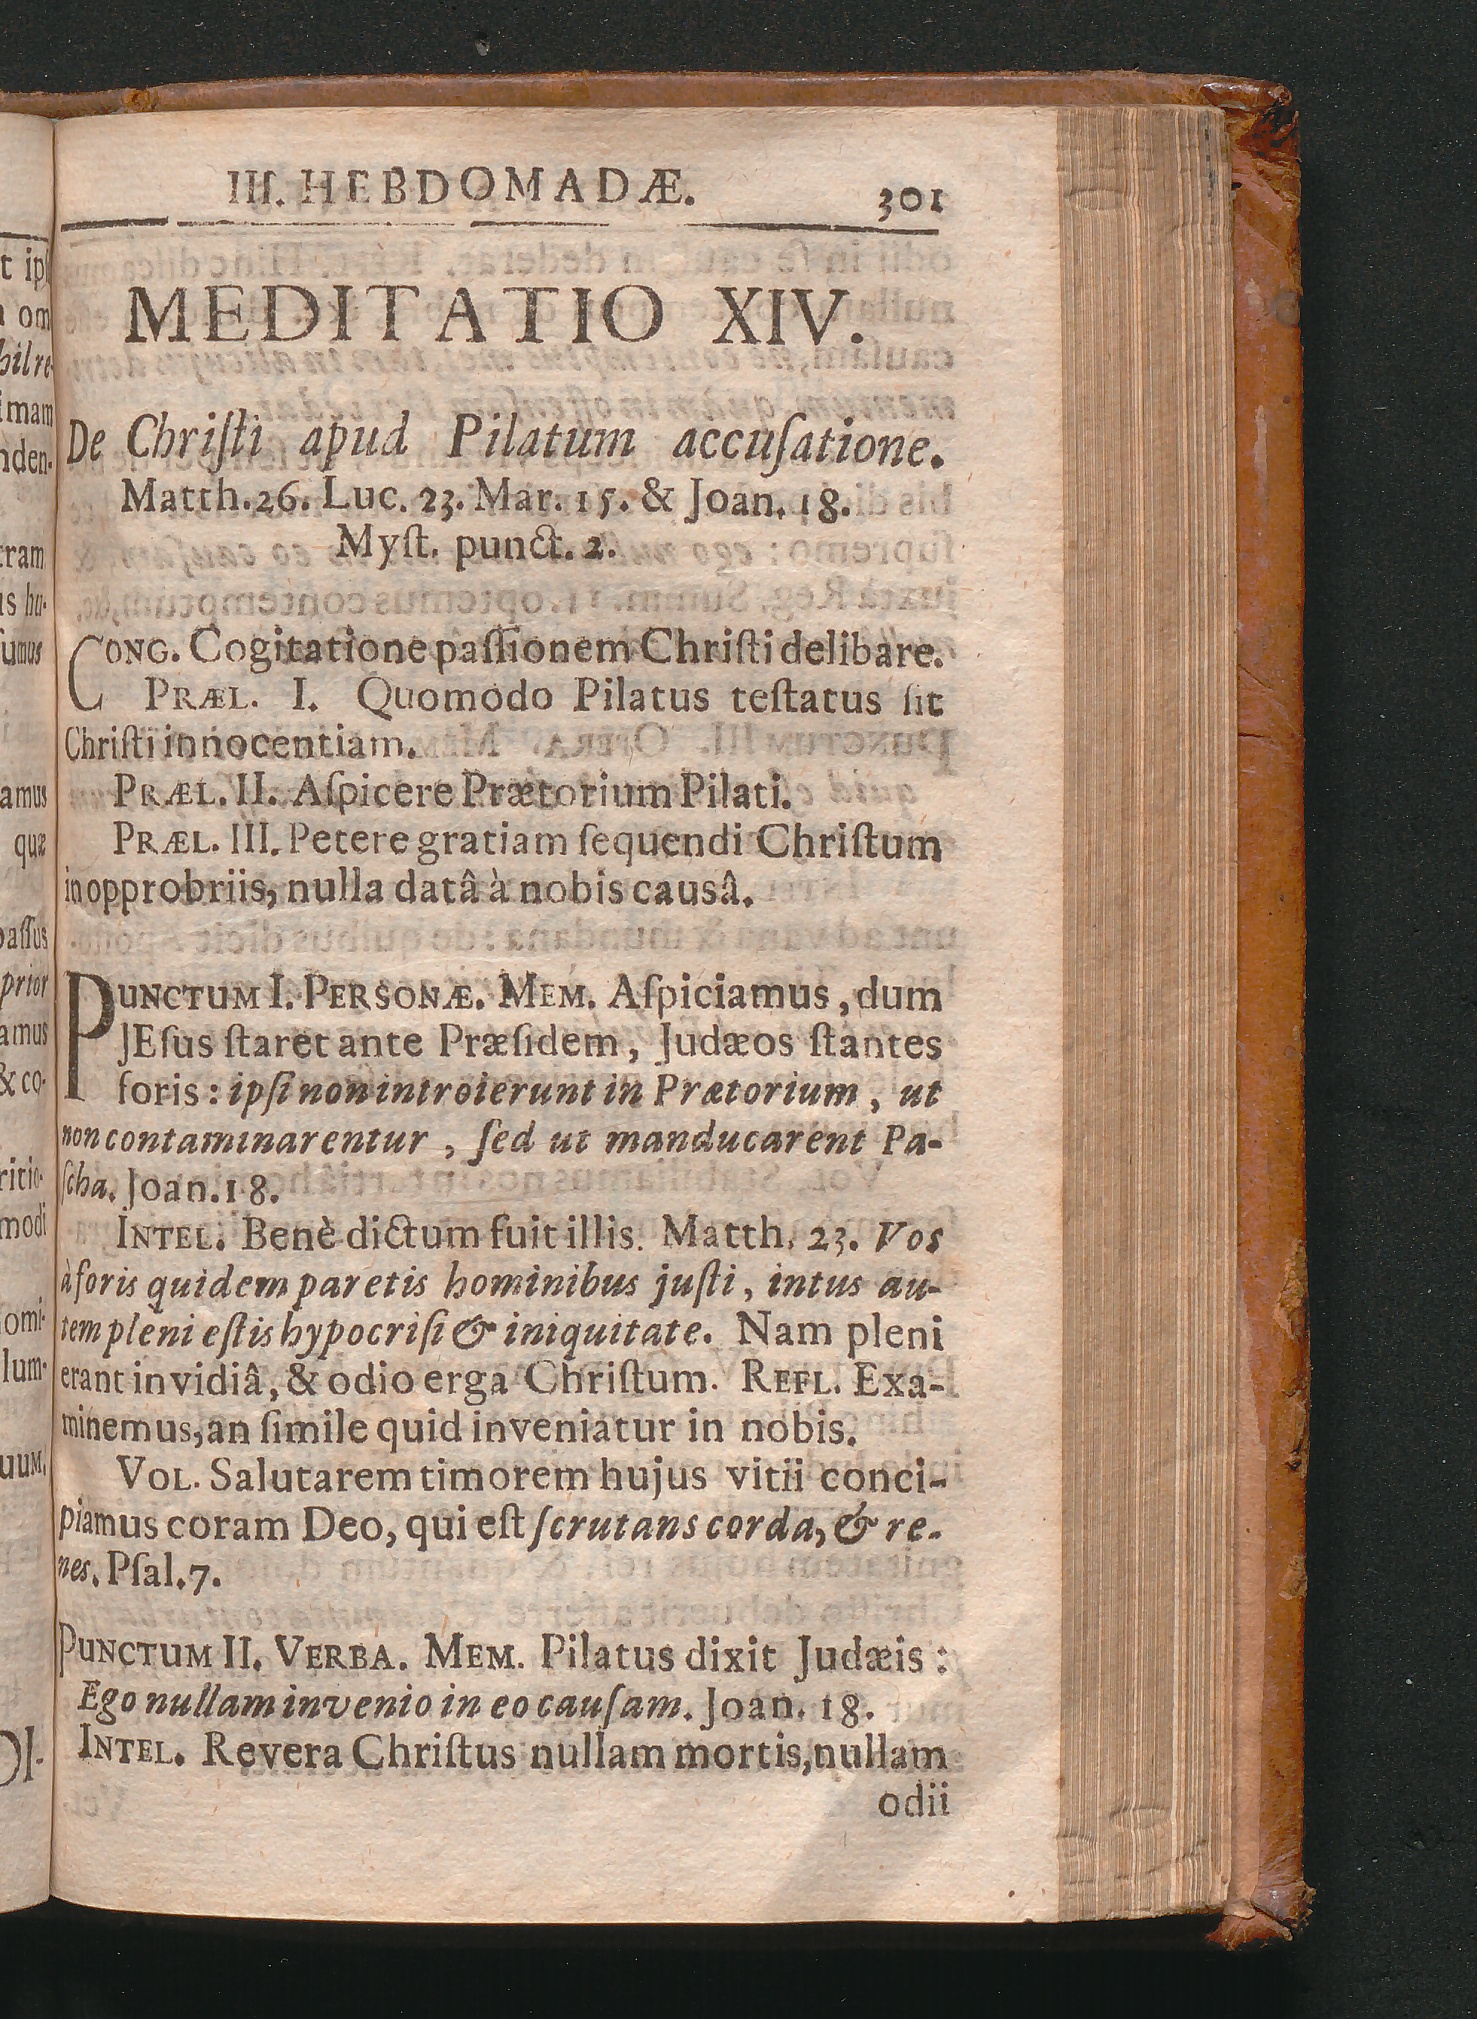 III. HEBDOMADÆ. 301
MEDITATIO XIV.
De Chriſti apud Pilatum accuſatione.
Matth. 26. Luc. 23. Mar. 15. & Joan. 18.
Myſt. punct. 2.
CONG. Cogitatione paſſionem Chriſti delibare.
PRÆL. I. Quomodo Pilatus teſtatus ſit
Chriſti innocentiam.
PRÆL. II. Aſpicere Prætorium Pilati.
PRÆL. III. Petere gratiam ſequendi Chriſtum
in opprobriis, nulla datâ à nobis causâ.
PUNCTUM I. PERSONÆ. MEM. Aſpiciamus, dum
JEſus ſtaret ante Præſidem, Judæos ſtantes
foris: ipſi non introierunt in Prætorium, ut
non contaminarentur, ſed ut manducarent Pa-
ſcha. Joan. 18.
INTEL. Benè dictum fuit illis. Matth. 23. Vos
à foris quidem paretis hominibus juſti, intus au-
tem pleni eſtis hypocriſi & iniquitate. Nam pleni
erant invidiâ, & odio erga Chriſtum. REFL. Exa-
minemus, an ſimile quid inveniatur in nobis.
VOL. Salutarem timorem hujus vitii conci-
piamus coram Deo, qui eſt ſcrutans corda, & re-
nes. Pſal. 7.
PUNCTUM II. VERBA. MEM. Pilatus dixit Judæis:
Ego nullam invenio in eo cauſam. Joan. 18.
INTEL. Revera Chriſtus nullam mortis, nullam
odii